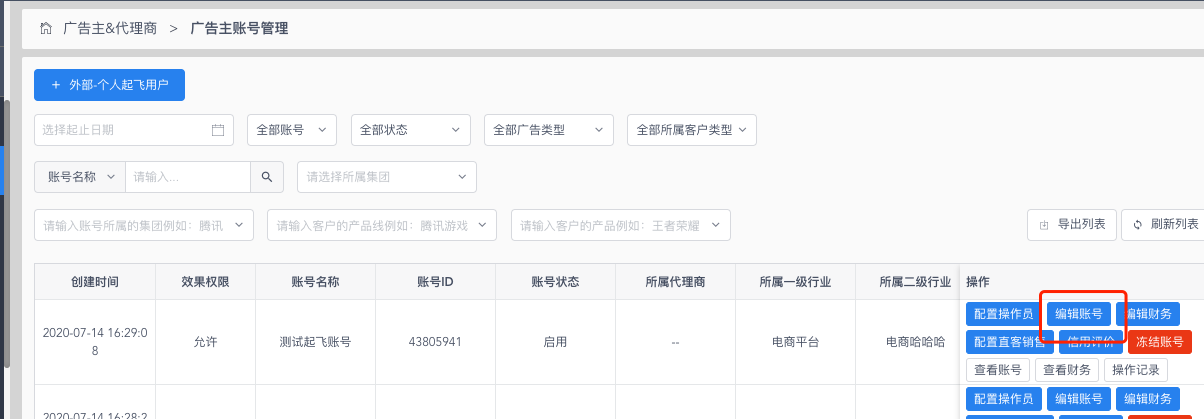 广告主&代理商 > 广告主账号管理
+ 外部-个人起飞用户
选择起止日期 全部账号 全部状态 全部广告类型 全部所属客户类型
账号名称 请输入... 请选择所属集团
请输入账号所属的集团例如：腾讯 请输入客户的产品线例如：腾讯游戏 请输入客户的产品例如：王者荣耀 导出列表 刷新列表
创建时间 效果权限 账号名称 账号ID 账号状态 所属代理商 所属一级行业 所属二级行业 操作
2020-07-14 16:29:0
8
允许 测试起飞账号 43805941 启用 -- 电商平台 电商哈哈哈
配置操作员 编辑账号 编辑财务
配置直客销售 信用评价 冻结账号
查看账号 查看财务 操作记录
配置操作员 编辑账号 编辑财务
2020-07-14 16:28:2